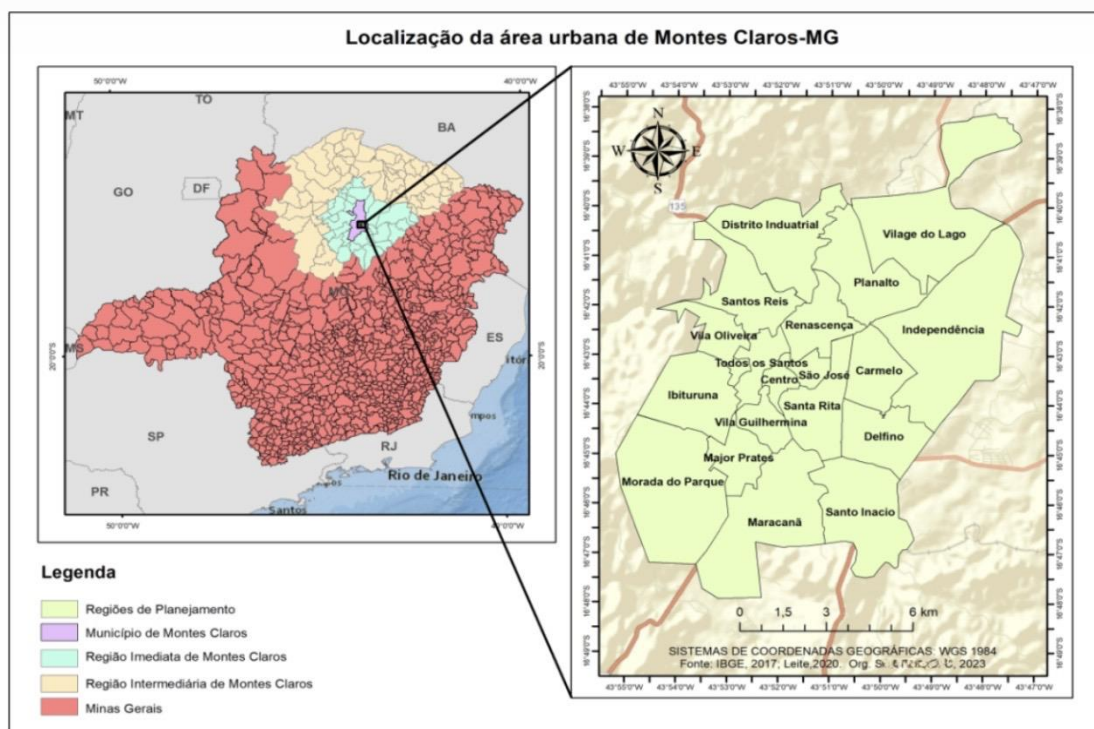 Localização da área urbana de Montes Claros-MG
50°0'0"W 40°0'0"W
MT
TO
BA
GO
DF
MG
ES
MS
20°0'0"S 20°0'0"S
SP
RJ
Rio de Janeiro
Santos
PR
50°0'0"W 40°0'0"W
Legenda
Regiões de Planejamento
Município de Montes Claros
Região Imediata de Montes Claros
Região Intermediária de Montes Claros
Minas Gerais
43°55'0"W 43°54'0"W 43°53'0"W 43°52'0"W 43°51'0"W 43°50'0"W 43°49'0"W 43°48'0"W 43°47'0"W
N
W E
S
135
Distrito Induatrial
Vilage do Lago
Planalto
Santos Reis
Renascença
Independência
Vila Oliveira
Todos os Santos
São José
Carmelo
Centro
Ibituruna
Santa Rita
Vila Guilhermina
Delfino
Major Prates
Morada do Parque
Santo Inacio
Maracanã
0 1,5 3 6 km
SISTEMAS DE COORDENADAS GEOGRÁFICAS: WGS 1984
Fonte: IBGE, 2017; Leite,2020. Org. 2023
43°55'0"W 43°54'0"W 43°53'0"W 43°52'0"W 43°51'0"W 43°50'0"W 43°49'0"W 43°48'0"W 43°47'0"W